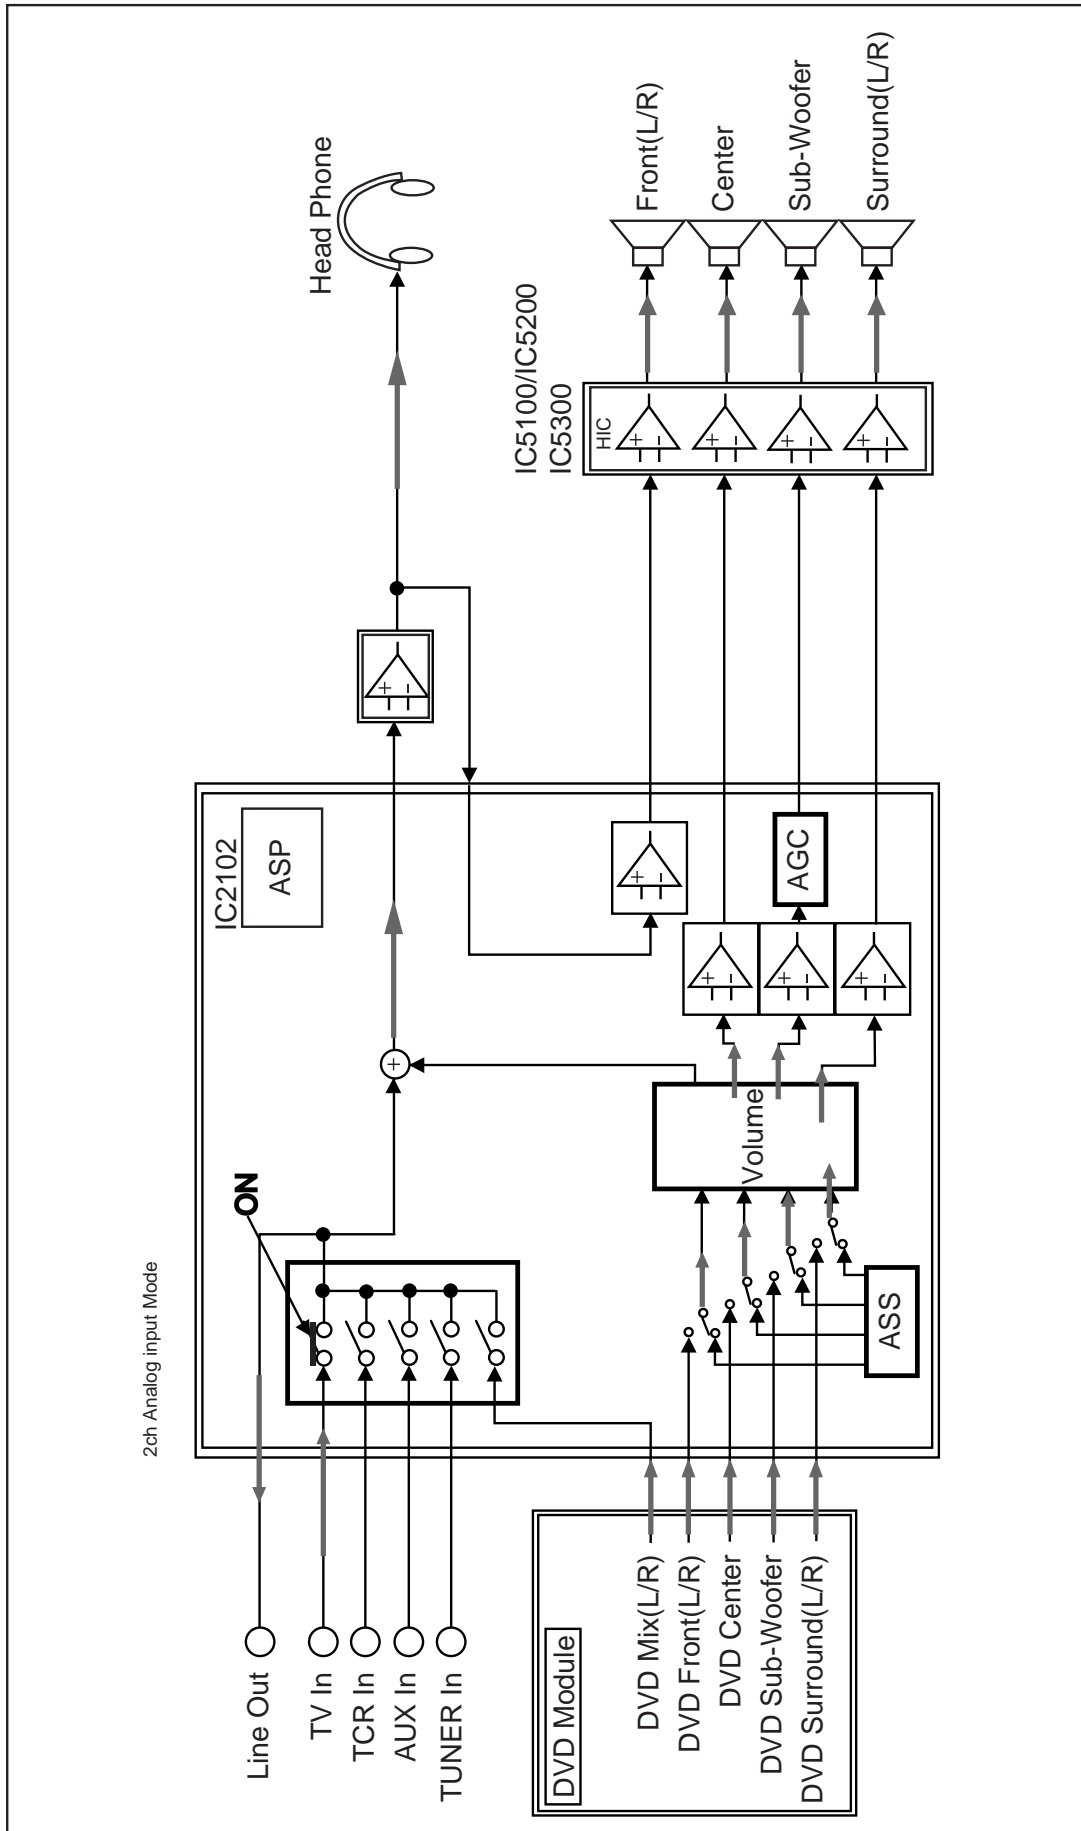 2ch Analog input Mode
Line Out
TV In
TCR In
AUX In
TUNER In
ON
IC2102
ASP
Head Phone
DVD Module
DVD Mix(L/R)
DVD Front(L/R)
DVD Center
DVD Sub-Woofer
DVD Surround(L/R)
ASS
Volume
AGC
IC5100/IC5200
IC5300
HIC
Front(L/R)
Center
Sub-Woofer
Surround(L/R)